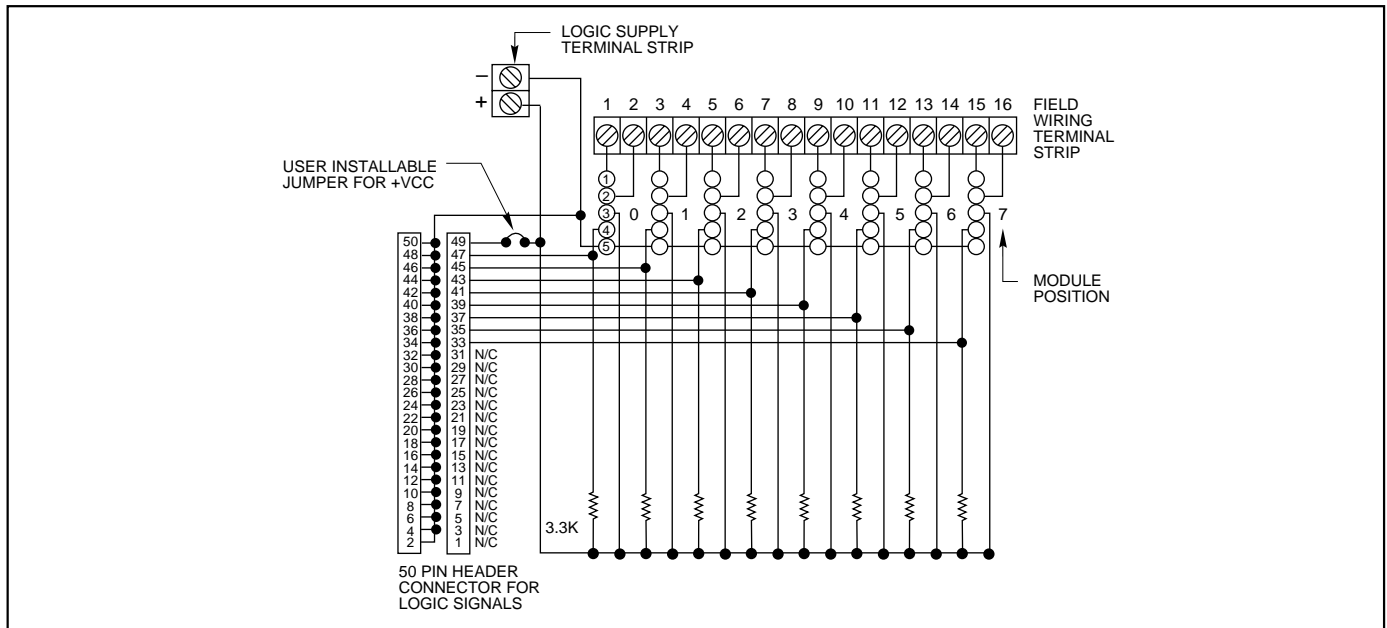 LOGIC SUPPLY
TERMINAL STRIP
−
+
1 2 3 4 5 6 7 8 9 10 11 12 13 14 15 16
FIELD
WIRING
TERMINAL
STRIP
USER INSTALLABLE
JUMPER FOR +VCC
1
2
3
4
5
0 1 2 3 4 5 6 7
MODULE
POSITION
50 49
48 47
46 45
44 43
42 41
40 39
38 37
36 35
34 33
32 31 N/C
30 29 N/C
28 27 N/C
26 25 N/C
24 23 N/C
22 21 N/C
20 19 N/C
18 17 N/C
16 15 N/C
14 13 N/C
12 11 N/C
10 9 N/C
8 7 N/C
6 5 N/C
4 3 N/C
2 1 N/C
3.3K
50 PIN HEADER
CONNECTOR FOR
LOGIC SIGNALS